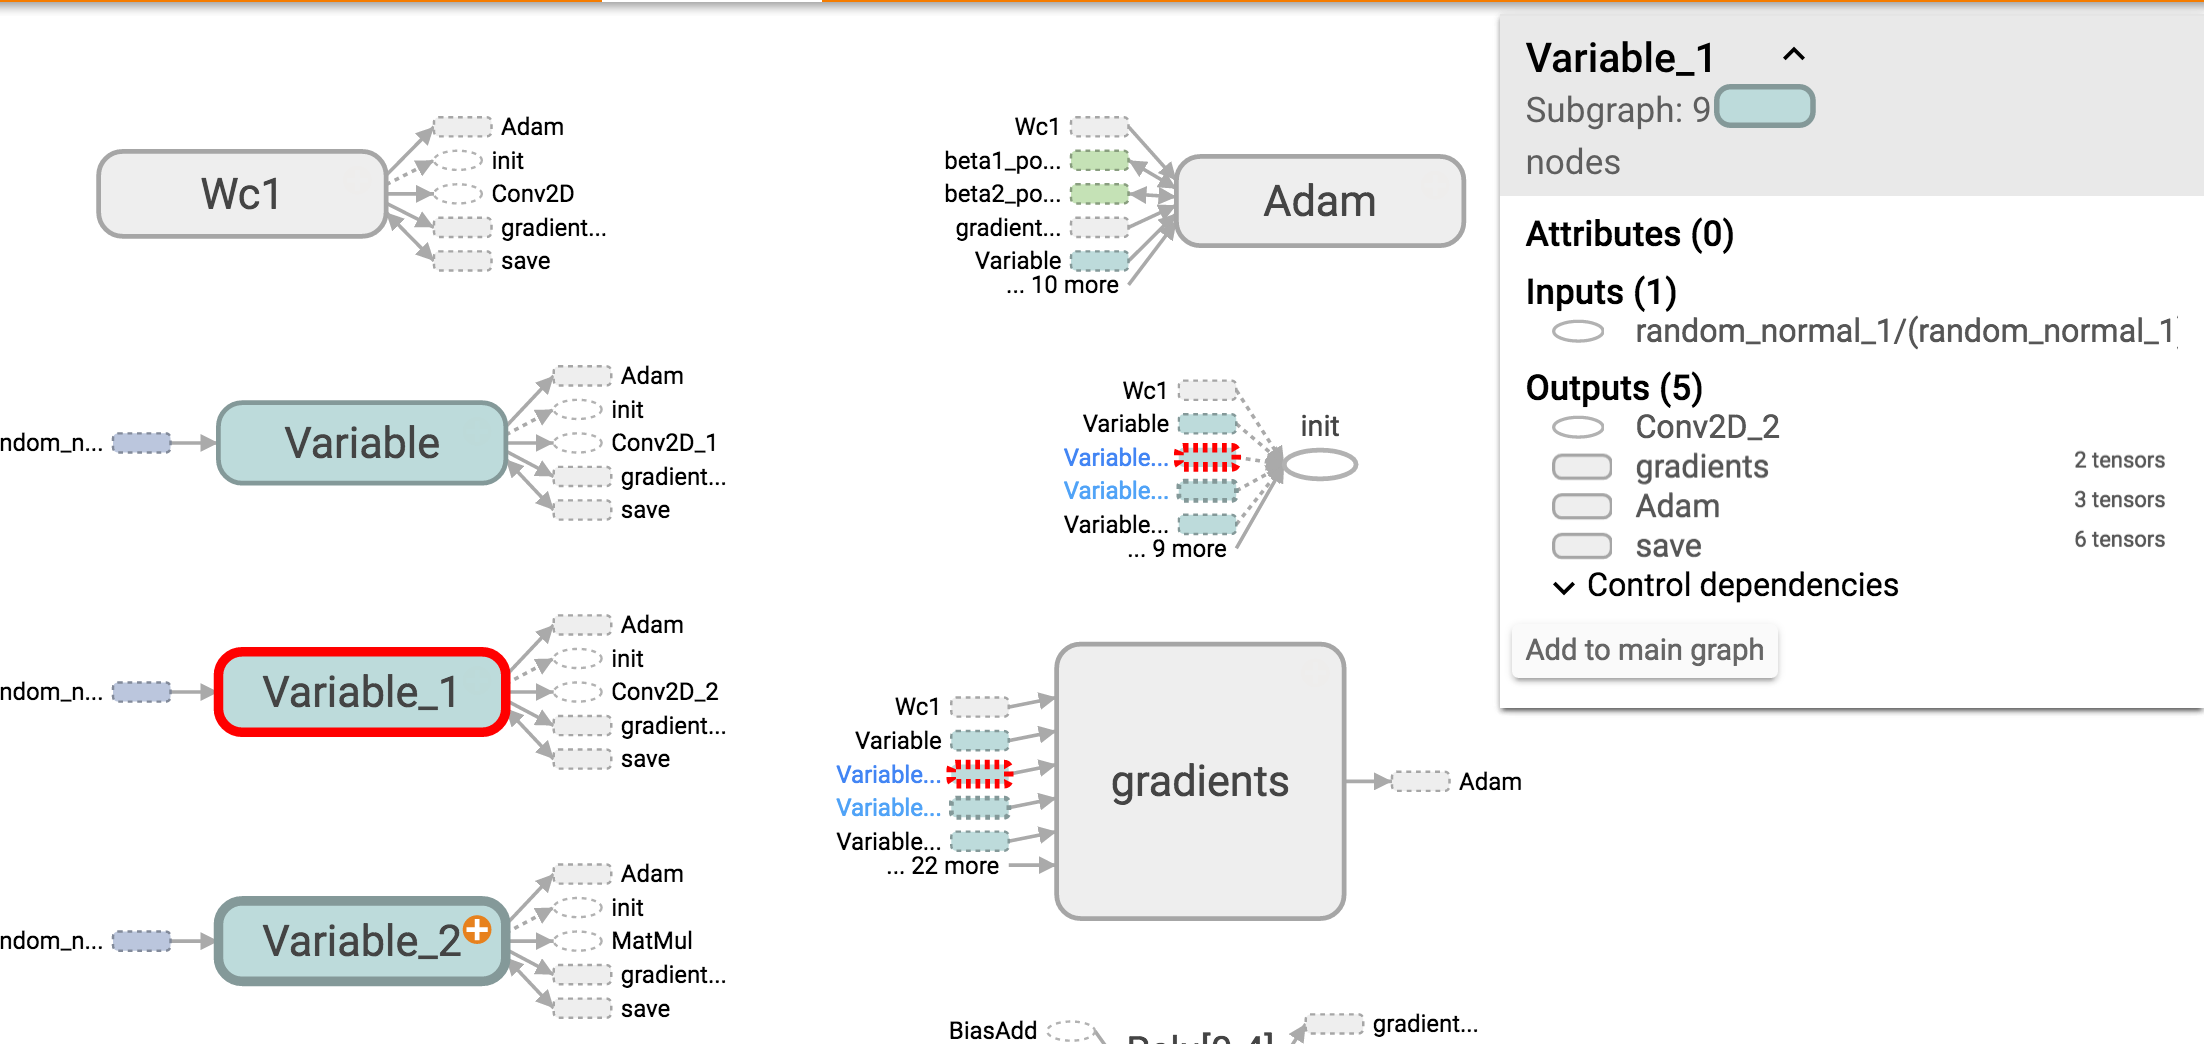 Wc1
Adam
init
Conv2D
gradient...
save
Wc1
beta1_po...
beta2_po...
gradient...
Variable
... 10 more
Adam
ndom_n...
Variable
Adam
init
Conv2D_1
gradient...
save
Wc1
Variable
Variable...
Variable...
Variable...
... 9 more
init
ndom_n...
Variable_1
Adam
init
Conv2D_2
gradient...
save
Wc1
Variable
Variable...
Variable...
Variable...
... 22 more
gradients
Adam
ndom_n...
Variable_2
Adam
init
MatMul
gradient...
save
BiasAdd
gradient...
Variable_1
Subgraph: 9
nodes
Attributes (0)
Inputs (1)
random_normal_1/(random_normal_1
Outputs (5)
Conv2D_2
gradients 2 tensors
Adam 3 tensors
save 6 tensors
Control dependencies
Add to main graph